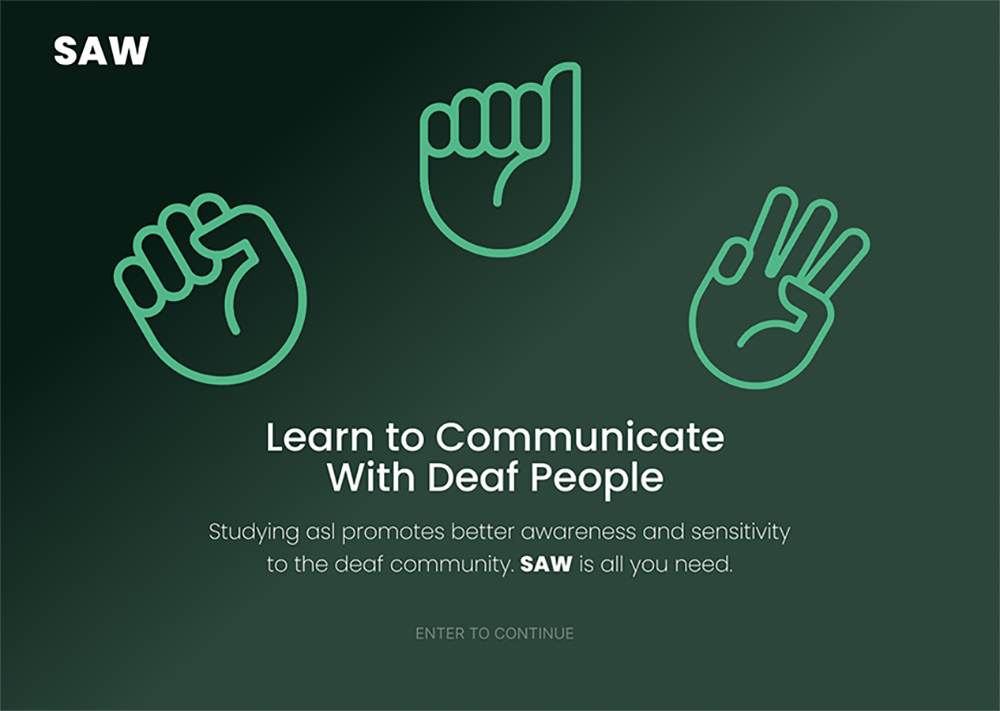 SAW
Learn to Communicate
With Deaf People
Studying asl promotes better awareness and sensitivity
to the deaf community. SAW is all you need.
ENTER TO CONTINUE